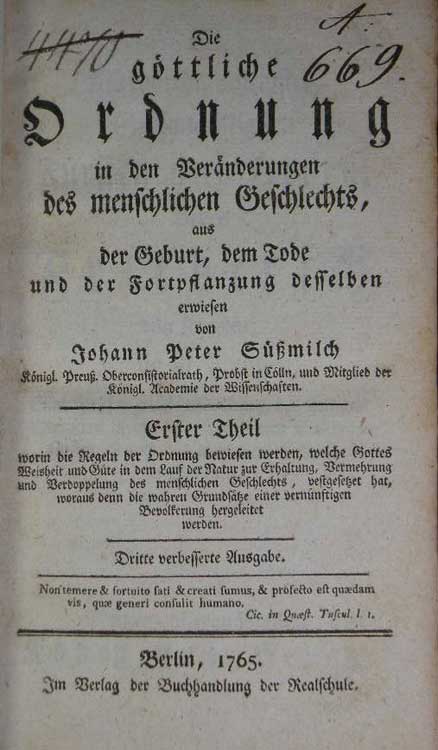 4470
A.
669.
Die
göttliche
Ordnung
in den Veränderungen
des menschlichen Geschlechts,
aus
der Geburt, dem Tode
und der Fortpflanzung desselben
erwiesen
von
Johann Peter Süßmilch
Königl. Preuß. Oberconsistorialrath, Probst in Cölln, und Mitglied der
Königl. Academie der Wissenschaften.
Erster Theil
worin die Regeln der Ordnung bewiesen werden, welche Gottes
Weisheit und Güte in dem Lauf der Natur zur Erhaltung, Vermehrung
und Verdoppelung des menschlichen Geschlechts, vestgesetzet hat,
woraus denn die wahren Grundsätze einer vernünftigen
Bevölkerung hergeleitet
werden.
Dritte verbesserte Ausgabe.
Non temere & fortuito sati & creati sumus, & profecto est quædam
vis, quæ generi consulit humano.
Cic. in Quæst. Tuscul. l. 1.
Berlin, 1765.
Im Verlag der Buchhandlung der Realschule.